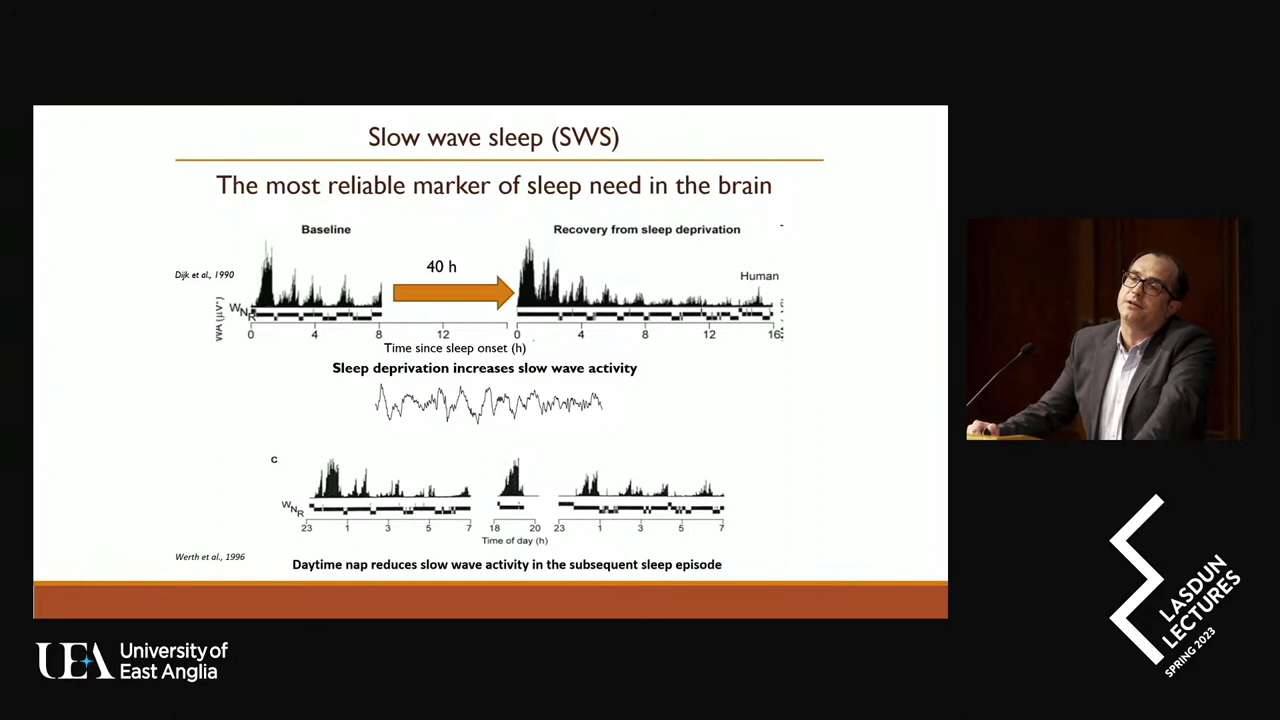 Slow wave sleep (SWS)
The most reliable marker of sleep need in the brain
Baseline
Recovery from sleep deprivation
40 h
Dijk et al., 1990
Human
W
N
R
0 4 8 12 0 4 8 12 16
Time since sleep onset (h)
Sleep deprivation increases slow wave activity
C
W
N
R
23 1 3 5 7 18 20 23 1 3 5 7
Time of day (h)
Werth et al., 1996
Daytime nap reduces slow wave activity in the subsequent sleep episode
UEA University of
East Anglia
LASDUN
LECTURES
SPRING 2023